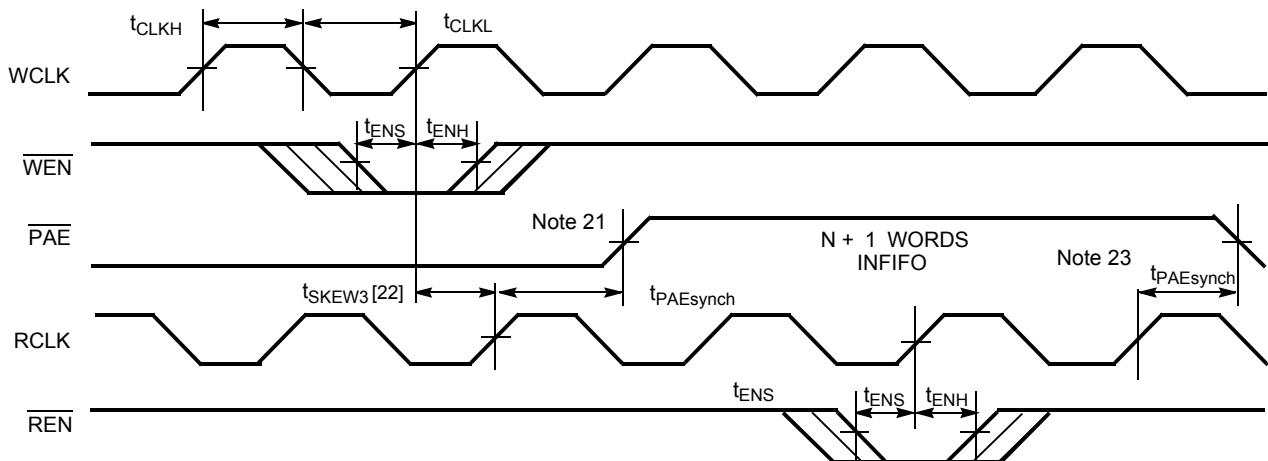 tCLKH
tCLKL
WCLK
tENS
tENH
WEN
Note 21
PAE
N + 1 WORDS
INFIFO
Note 23
tSKEW3 [22]
tPAEsynch
tPAEsynch
RCLK
tENS
tENS
tENH
REN